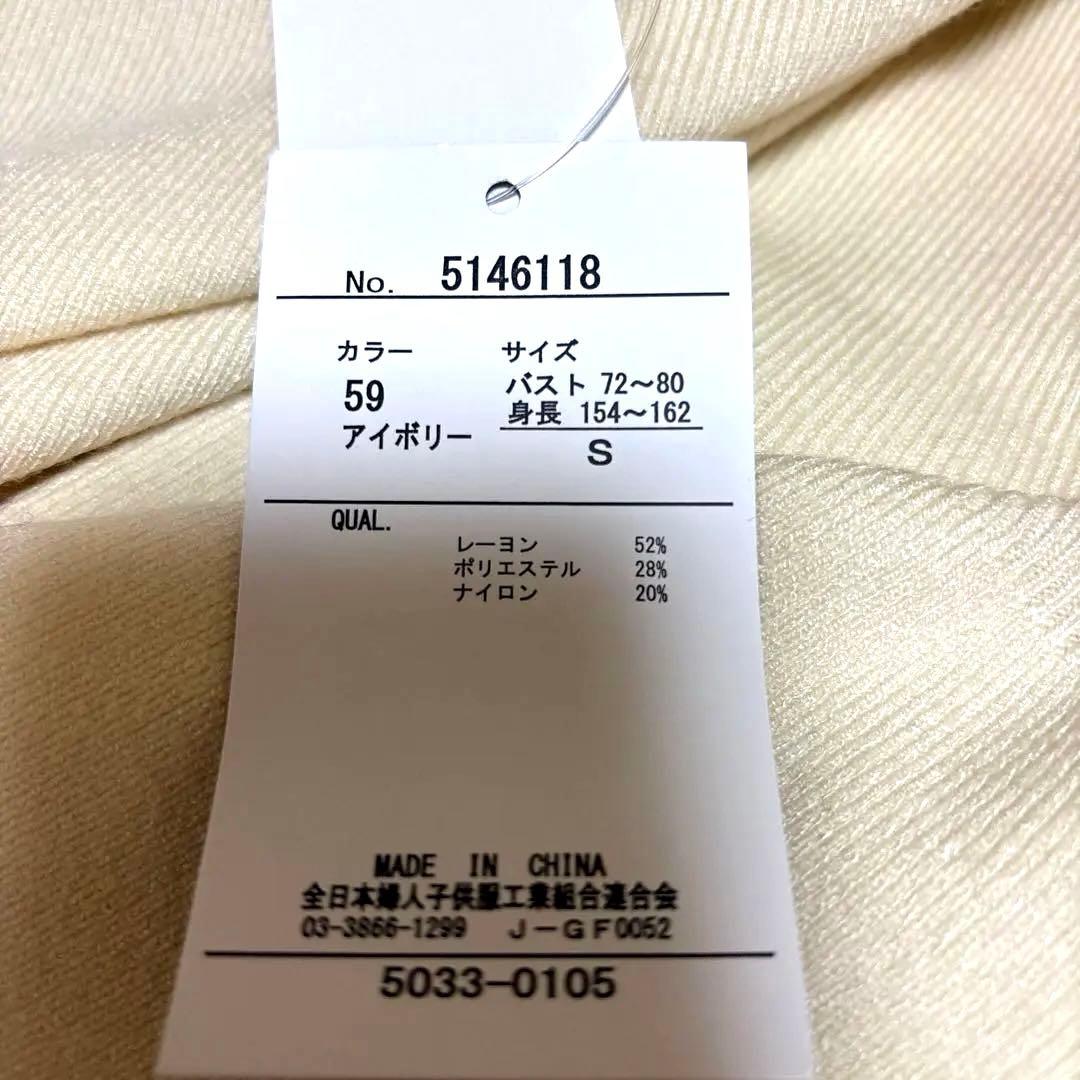 No. 5146118
カラー
59
アイボリー
サイズ
バスト 72〜80
身長 154〜162
S
QUAL.
レーヨン 52%
ポリエステル 28%
ナイロン 20%
MADE IN CHINA
全日本婦人子供服工業組合連合会
03-3866-1299 J-GF0052
5033-0105